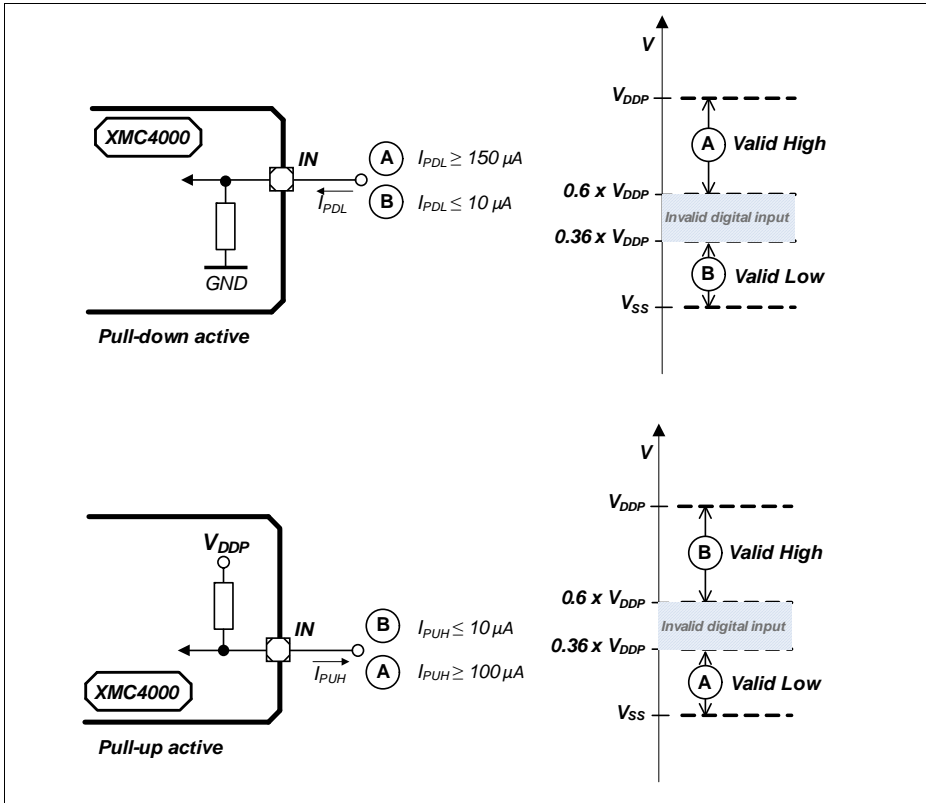 XMC4000
IN
A I_PDL ≥ 150 μA
B I_PDL ≤ 10 μA
I_PDL
GND
Pull-down active
V
V_DDP
A Valid High
0.6 x V_DDP
Invalid digital input
0.36 x V_DDP
B Valid Low
V_SS
V_DDP
IN
B I_PUH ≤ 10 μA
A I_PUH ≥ 100 μA
I_PUH
XMC4000
Pull-up active
V
V_DDP
B Valid High
0.6 x V_DDP
Invalid digital input
0.36 x V_DDP
A Valid Low
V_SS